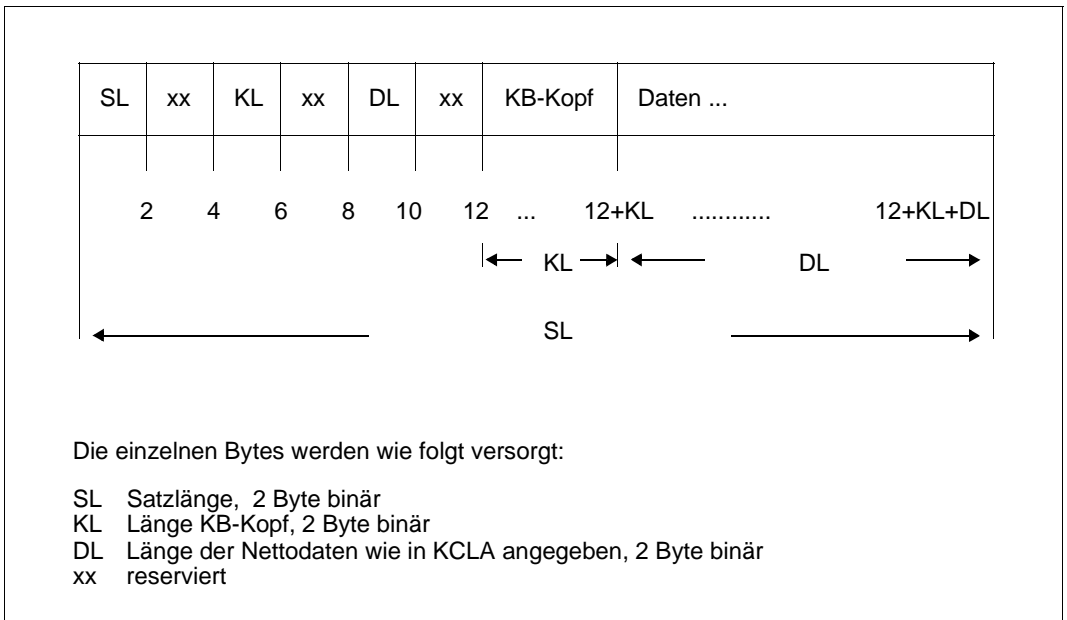 SL xx KL xx DL xx KB-Kopf Daten ...
2 4 6 8 10 12 ... 12+KL ............ 12+KL+DL
KL DL
SL
Die einzelnen Bytes werden wie folgt versorgt:
SL Satzlänge, 2 Byte binär
KL Länge KB-Kopf, 2 Byte binär
DL Länge der Nettodaten wie in KCLA angegeben, 2 Byte binär
xx reserviert